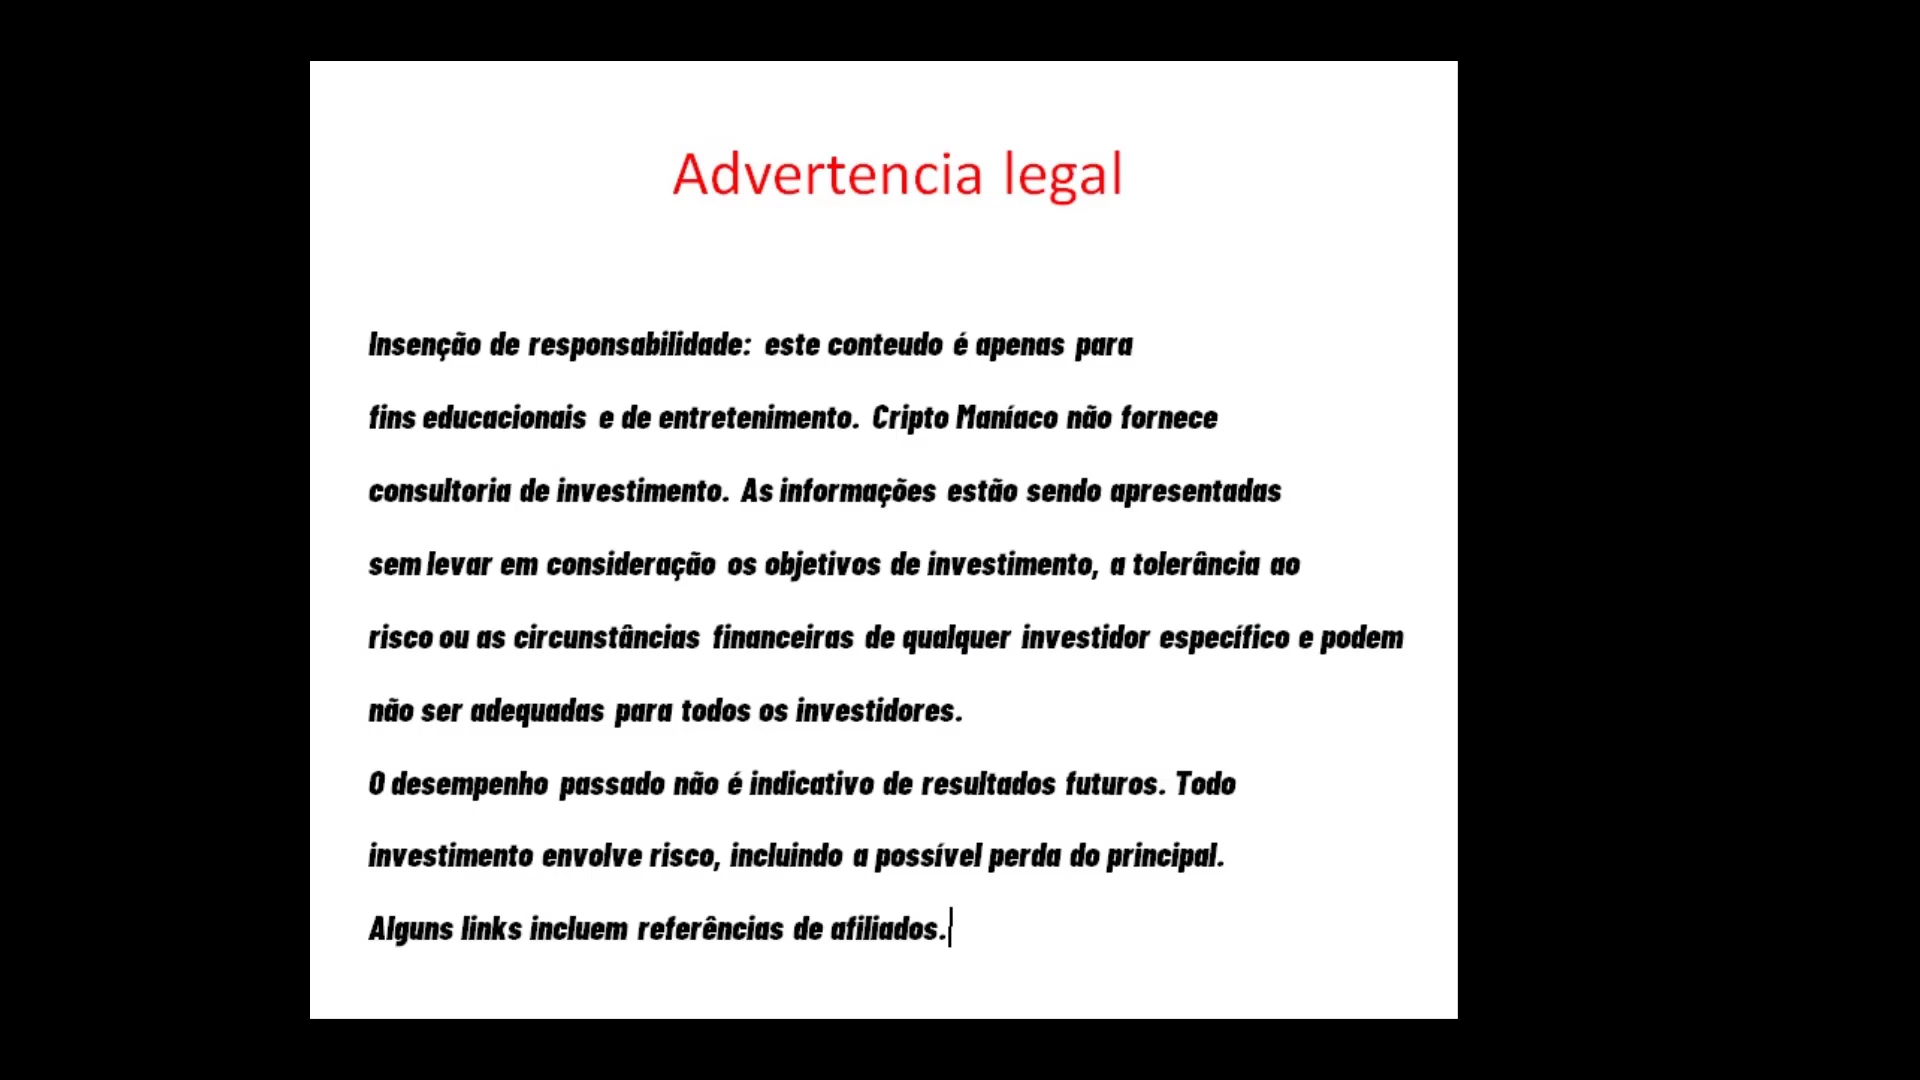 Advertencia legal
Insenção de responsabilidade: este conteudo é apenas para
fins educacionais e de entretenimento. Cripto Maníaco não fornece
consultoria de investimento. As informações estão sendo apresentadas
sem levar em consideração os objetivos de investimento, a tolerância ao
risco ou as circunstâncias financeiras de qualquer investidor específico e podem
não ser adequadas para todos os investidores.
O desempenho passado não é indicativo de resultados futuros. Todo
investimento envolve risco, incluindo a possível perda do principal.
Alguns links incluem referências de afiliados.